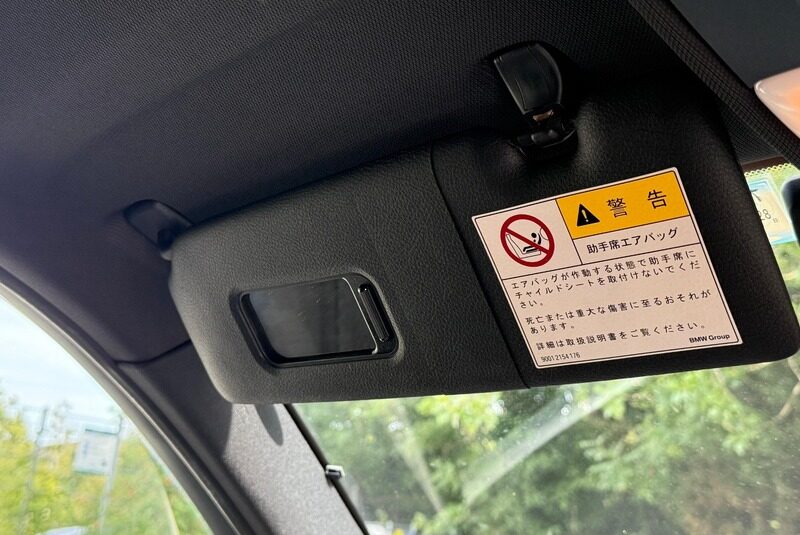 警告
助手席エアバッグ
エアバッグが作動する状態で助手席に
チャイルドシートを取付けないでくだ
さい。
死亡または重大な傷害に至るおそれが
あります。
詳細は取扱説明書をご覧ください。
BMW Group
9001 2154 176
28